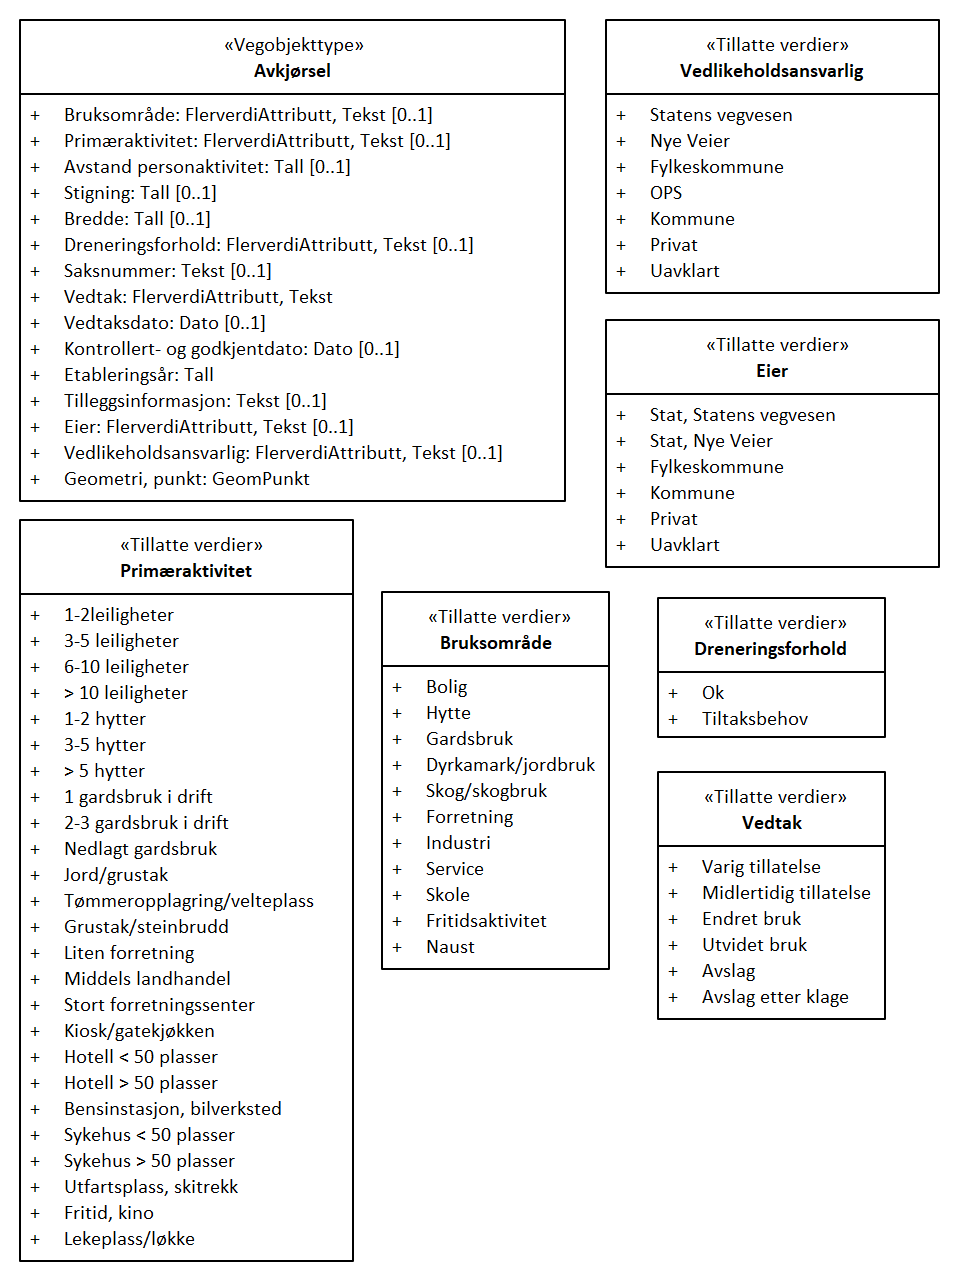 «Vegobjekttype»
Avkjørsel
+ Bruksområde: FlerverdiAttributt, Tekst [0..1]
+ Primæraktivitet: FlerverdiAttributt, Tekst [0..1]
+ Avstand personaktivitet: Tall [0..1]
+ Stigning: Tall [0..1]
+ Bredde: Tall [0..1]
+ Dreneringsforhold: FlerverdiAttributt, Tekst [0..1]
+ Saksnummer: Tekst [0..1]
+ Vedtak: FlerverdiAttributt, Tekst
+ Vedtaksdato: Dato [0..1]
+ Kontrollert- og godkjentdato: Dato [0..1]
+ Etableringsår: Tall
+ Tilleggsinformasjon: Tekst [0..1]
+ Eier: FlerverdiAttributt, Tekst [0..1]
+ Vedlikeholdsansvarlig: FlerverdiAttributt, Tekst [0..1]
+ Geometri, punkt: GeomPunkt
«Tillatte verdier»
Vedlikeholdsansvarlig
+ Statens vegvesen
+ Nye Veier
+ Fylkeskommune
+ OPS
+ Kommune
+ Privat
+ Uavklart
«Tillatte verdier»
Eier
+ Stat, Statens vegvesen
+ Stat, Nye Veier
+ Fylkeskommune
+ Kommune
+ Privat
+ Uavklart
«Tillatte verdier»
Primæraktivitet
+ 1-2leiligheter
+ 3-5 leiligheter
+ 6-10 leiligheter
+ > 10 leiligheter
+ 1-2 hytter
+ 3-5 hytter
+ > 5 hytter
+ 1 gardsbruk i drift
+ 2-3 gardsbruk i drift
+ Nedlagt gardsbruk
+ Jord/grustak
+ Tømmeropplagring/velteplass
+ Grustak/steinbrudd
+ Liten forretning
+ Middels landhandel
+ Stort forretningssenter
+ Kiosk/gatekjøkken
+ Hotell < 50 plasser
+ Hotell > 50 plasser
+ Bensinstasjon, bilverksted
+ Sykehus < 50 plasser
+ Sykehus > 50 plasser
+ Utfartsplass, skitrekk
+ Fritid, kino
+ Lekeplass/løkke
«Tillatte verdier»
Bruksområde
+ Bolig
+ Hytte
+ Gardsbruk
+ Dyrkamark/jordbruk
+ Skog/skogbruk
+ Forretning
+ Industri
+ Service
+ Skole
+ Fritidsaktivitet
+ Naust
«Tillatte verdier»
Dreneringsforhold
+ Ok
+ Tiltaksbehov
«Tillatte verdier»
Vedtak
+ Varig tillatelse
+ Midlertidig tillatelse
+ Endret bruk
+ Utvidet bruk
+ Avslag
+ Avslag etter klage